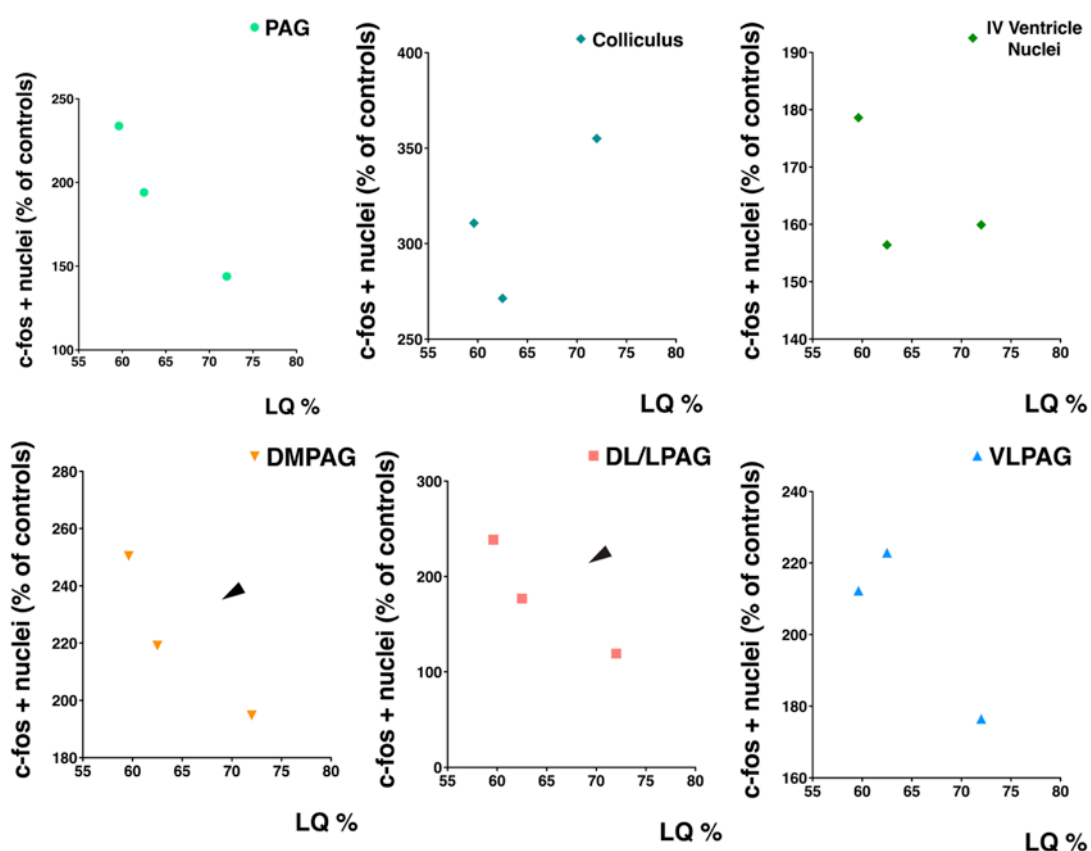 PAG
c-fos + nuclei (% of controls)
250
200
150
100
55 60 65 70 75 80
LQ %
Colliculus
c-fos + nuclei (% of controls)
400
350
300
250
55 60 65 70 75 80
LQ %
IV Ventricle
Nuclei
c-fos + nuclei (% of controls)
190
180
170
160
150
140
55 60 65 70 75 80
LQ %
DMPAG
c-fos + nuclei (% of controls)
280
260
240
220
200
180
55 60 65 70 75 80
LQ %
DL/LPAG
c-fos + nuclei (% of controls)
300
200
100
0
55 60 65 70 75 80
LQ %
VLPAG
c-fos + nuclei (% of controls)
240
220
200
180
160
55 60 65 70 75 80
LQ %